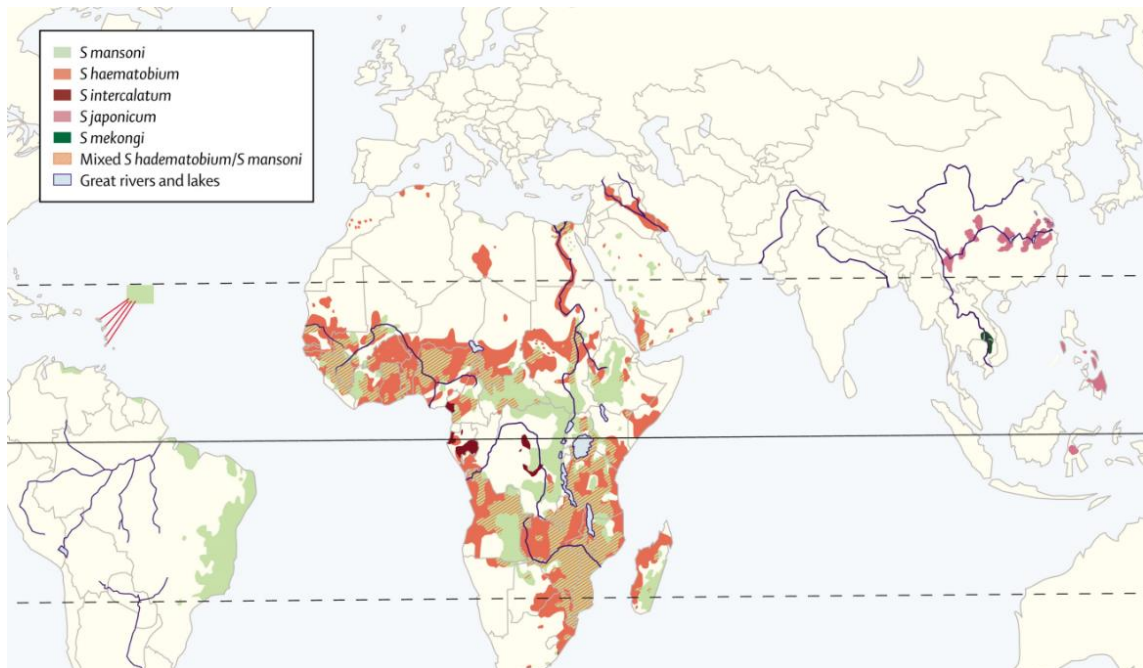 S mansoni
S haematobium
S intercalatum
S japonicum
S mekongi
Mixed S hadematobium/S mansoni
Great rivers and lakes